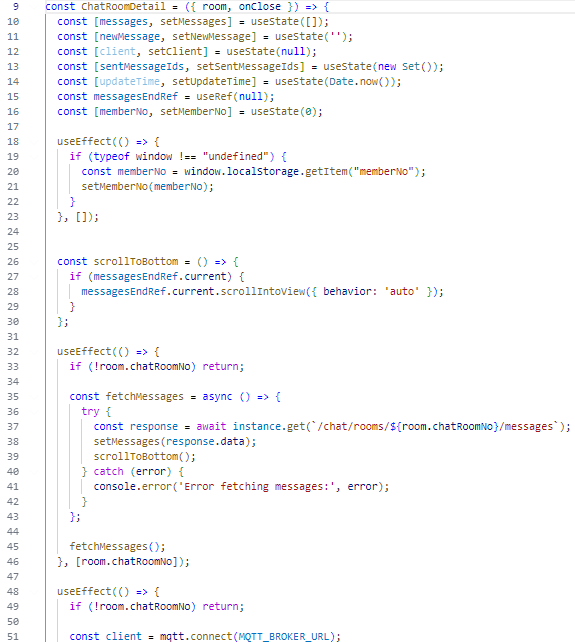 9 const ChatRoomDetail = ({ room, onClose }) => {
10 const [messages, setMessages] = useState([]);
11 const [newMessage, setNewMessage] = useState('');
12 const [client, setClient] = useState(null);
13 const [sentMessageIds, setSentMessageIds] = useState(new Set());
14 const [updateTime, setUpdateTime] = useState(Date.now());
15 const messagesEndRef = useRef(null);
16 const [memberNo, setMemberNo] = useState(0);
17
18 useEffect(() => {
19 if (typeof window !== "undefined") {
20 const memberNo = window.localStorage.getItem("memberNo");
21 setMemberNo(memberNo);
22 }
23 }, []);
24
25
26 const scrollToBottom = () => {
27 if (messagesEndRef.current) {
28 messagesEndRef.current.scrollIntoView({ behavior: 'auto' });
29 }
30 };
31
32 useEffect(() => {
33 if (!room.chatRoomNo) return;
34
35 const fetchMessages = async () => {
36 try {
37 const response = await instance.get(`/chat/rooms/${room.chatRoomNo}/messages`);
38 setMessages(response.data);
39 scrollToBottom();
40 } catch (error) {
41 console.error('Error fetching messages:', error);
42 }
43 };
44
45 fetchMessages();
46 }, [room.chatRoomNo]);
47
48 useEffect(() => {
49 if (!room.chatRoomNo) return;
50
51 const client = mqtt.connect(MQTT_BROKER_URL);